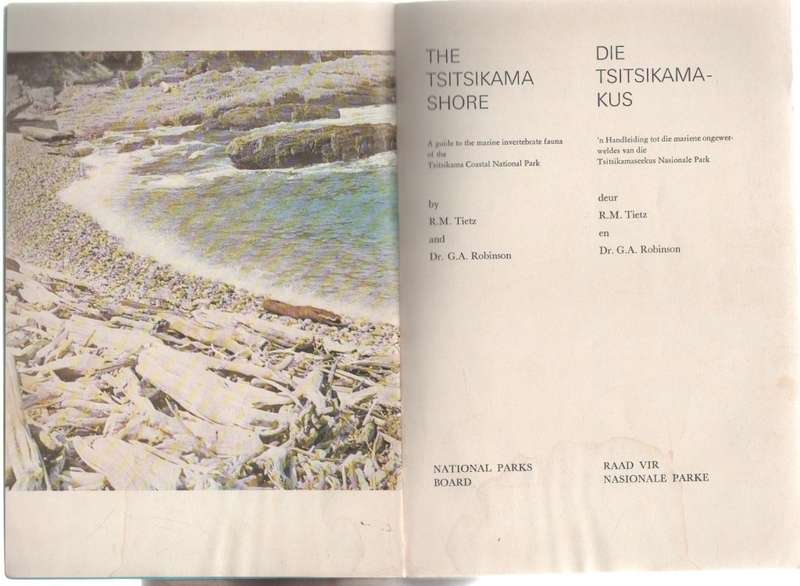 THE
TSITSIKAMA
SHORE
A guide to the marine invertebrate fauna
of the
Tsitsikama Coastal National Park
by
R.M. Tietz
and
Dr. G.A. Robinson
NATIONAL PARKS
BOARD
DIE
TSITSIKAMA-
KUS
'n Handleiding tot die mariene ongewer-
weldes van die
Tsitsikamaseekus Nasionale Park
deur
R.M. Tietz
en
Dr. G.A. Robinson
RAAD VIR
NASIONALE PARKE